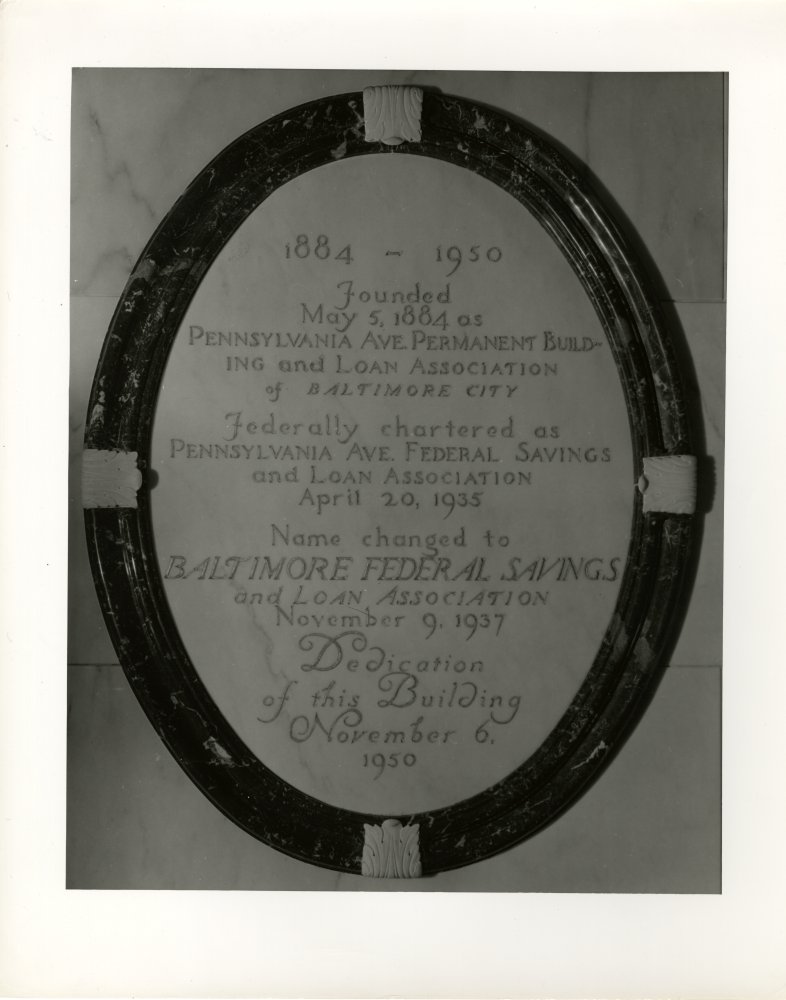 1884 - 1950
Founded
May 5, 1884 as
PENNSYLVANIA AVE. PERMANENT BUILD-
ING and LOAN ASSOCIATION
of BALTIMORE CITY
Federally chartered as
PENNSYLVANIA AVE. FEDERAL SAVINGS
and LOAN ASSOCIATION
April 20, 1935
Name changed to
BALTIMORE FEDERAL SAVINGS
and LOAN ASSOCIATION
November 9, 1937
Dedication
of this Building
November 6,
1950